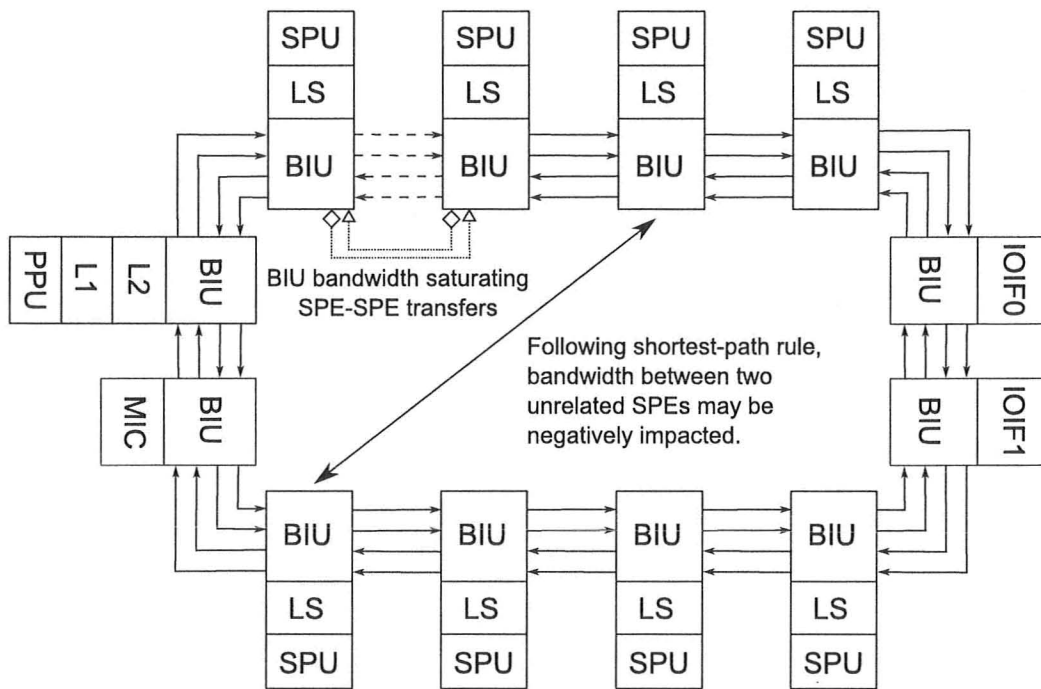 SPU
SPU
SPU
SPU
LS
LS
LS
LS
BIU
BIU
BIU
BIU
PPU
L1
L2
BIU
BIU
IOIF0
BIU bandwidth saturating
SPE-SPE transfers
Following shortest-path rule,
bandwidth between two
unrelated SPEs may be
negatively impacted.
MIC
BIU
BIU
IOIF1
BIU
BIU
BIU
BIU
LS
LS
LS
LS
SPU
SPU
SPU
SPU